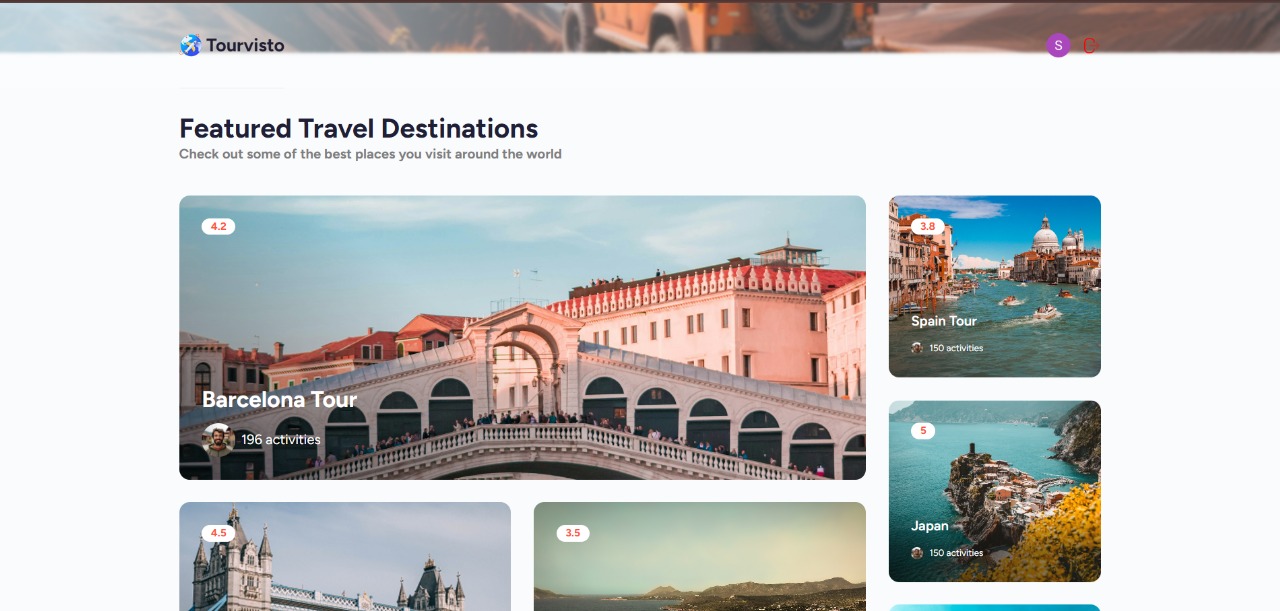 Tourvisto
S
Featured Travel Destinations
Check out some of the best places you visit around the world
4.2
Barcelona Tour
196 activities
3.8
Spain Tour
150 activities
5
Japan
150 activities
4.5
3.5